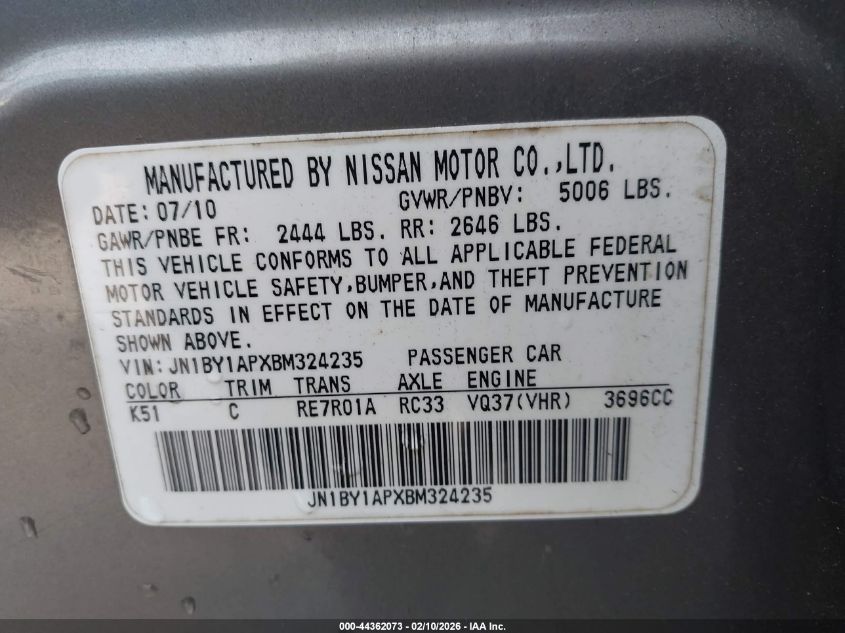 MANUFACTURED BY NISSAN MOTOR CO.,LTD.
DATE: 07/10 GVWR/PNBV: 5006 LBS.
GAWR/PNBE FR: 2444 LBS. RR: 2646 LBS.
THIS VEHICLE CONFORMS TO ALL APPLICABLE FEDERAL
MOTOR VEHICLE SAFETY,BUMPER,AND THEFT PREVENTION
STANDARDS IN EFFECT ON THE DATE OF MANUFACTURE
SHOWN ABOVE.
VIN:JN1BY1APXBM324235 PASSENGER CAR
COLOR TRIM TRANS AXLE ENGINE
K51 C RE7R01A RC33 VQ37(VHR) 3696CC
JN1BY1APXBM324235
000-44362073 - 02/10/2026 - IAA Inc.